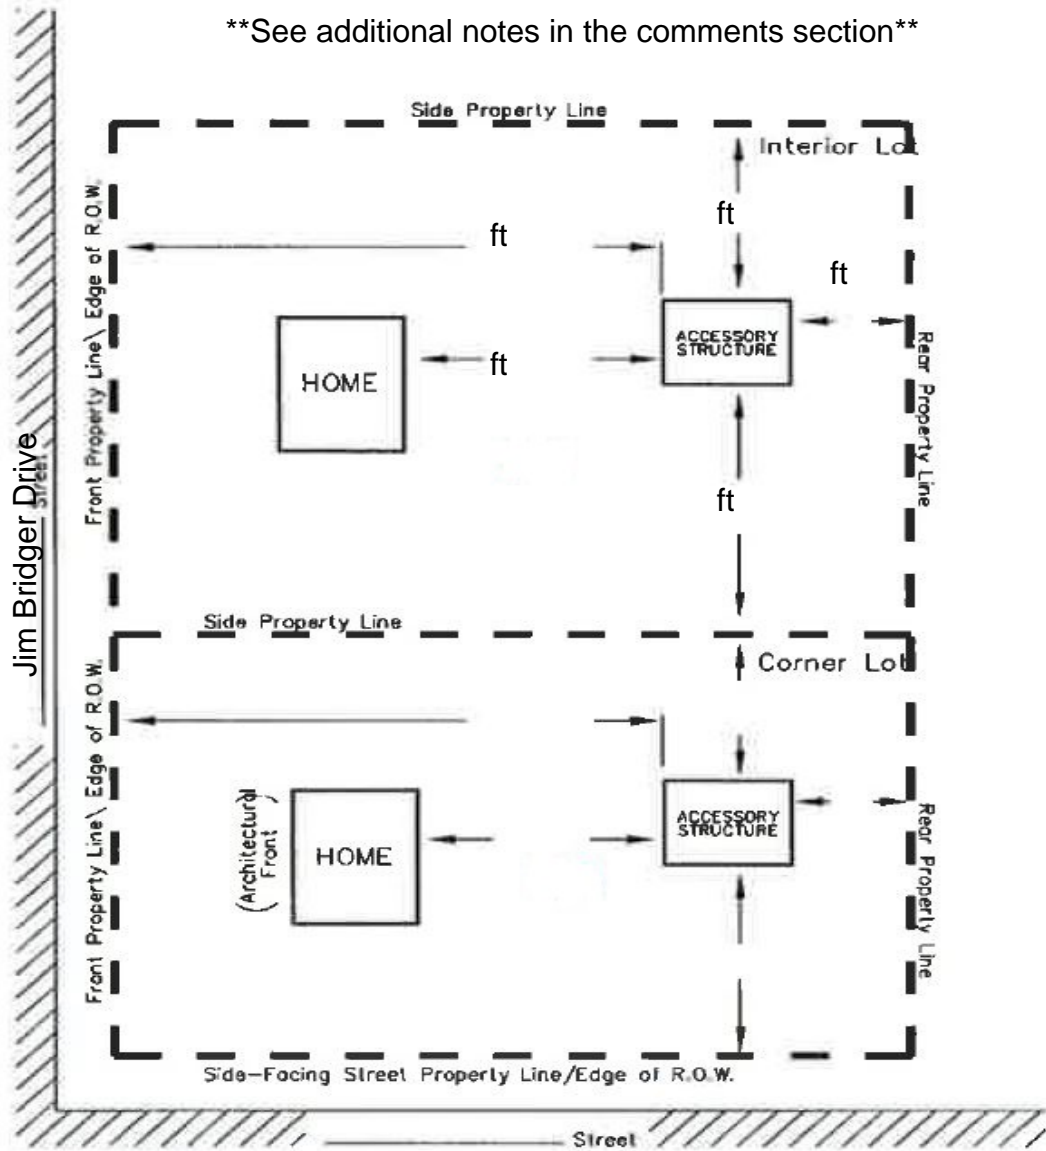 **See additional notes in the comments section**
Side Property Line
Interior Lot
Front Property Line\ Edge of R.O.W.
ft
ft
ft
ACCESSORY
STRUCTURE
HOME
ft
Rear Property Line
ft
Jim Bridger Drive
Street
Side Property Line
Corner Lot
Front Property Line\ Edge of R.O.W.
(Architectural
Front)
HOME
ACCESSORY
STRUCTURE
Rear Property Line
Side-Facing Street Property Line/Edge of R.O.W.
Street